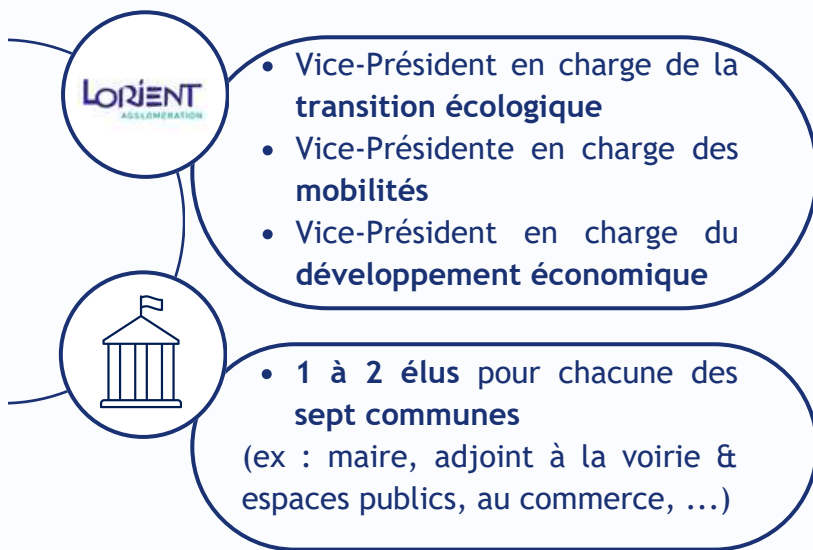 LORIENT
AGGLOMÉRATION
• Vice-Président en charge de la
transition écologique
• Vice-Présidente en charge des
mobilités
• Vice-Président en charge du
développement économique
• 1 à 2 élus pour chacune des
sept communes
(ex : maire, adjoint à la voirie &
espaces publics, au commerce, ...)